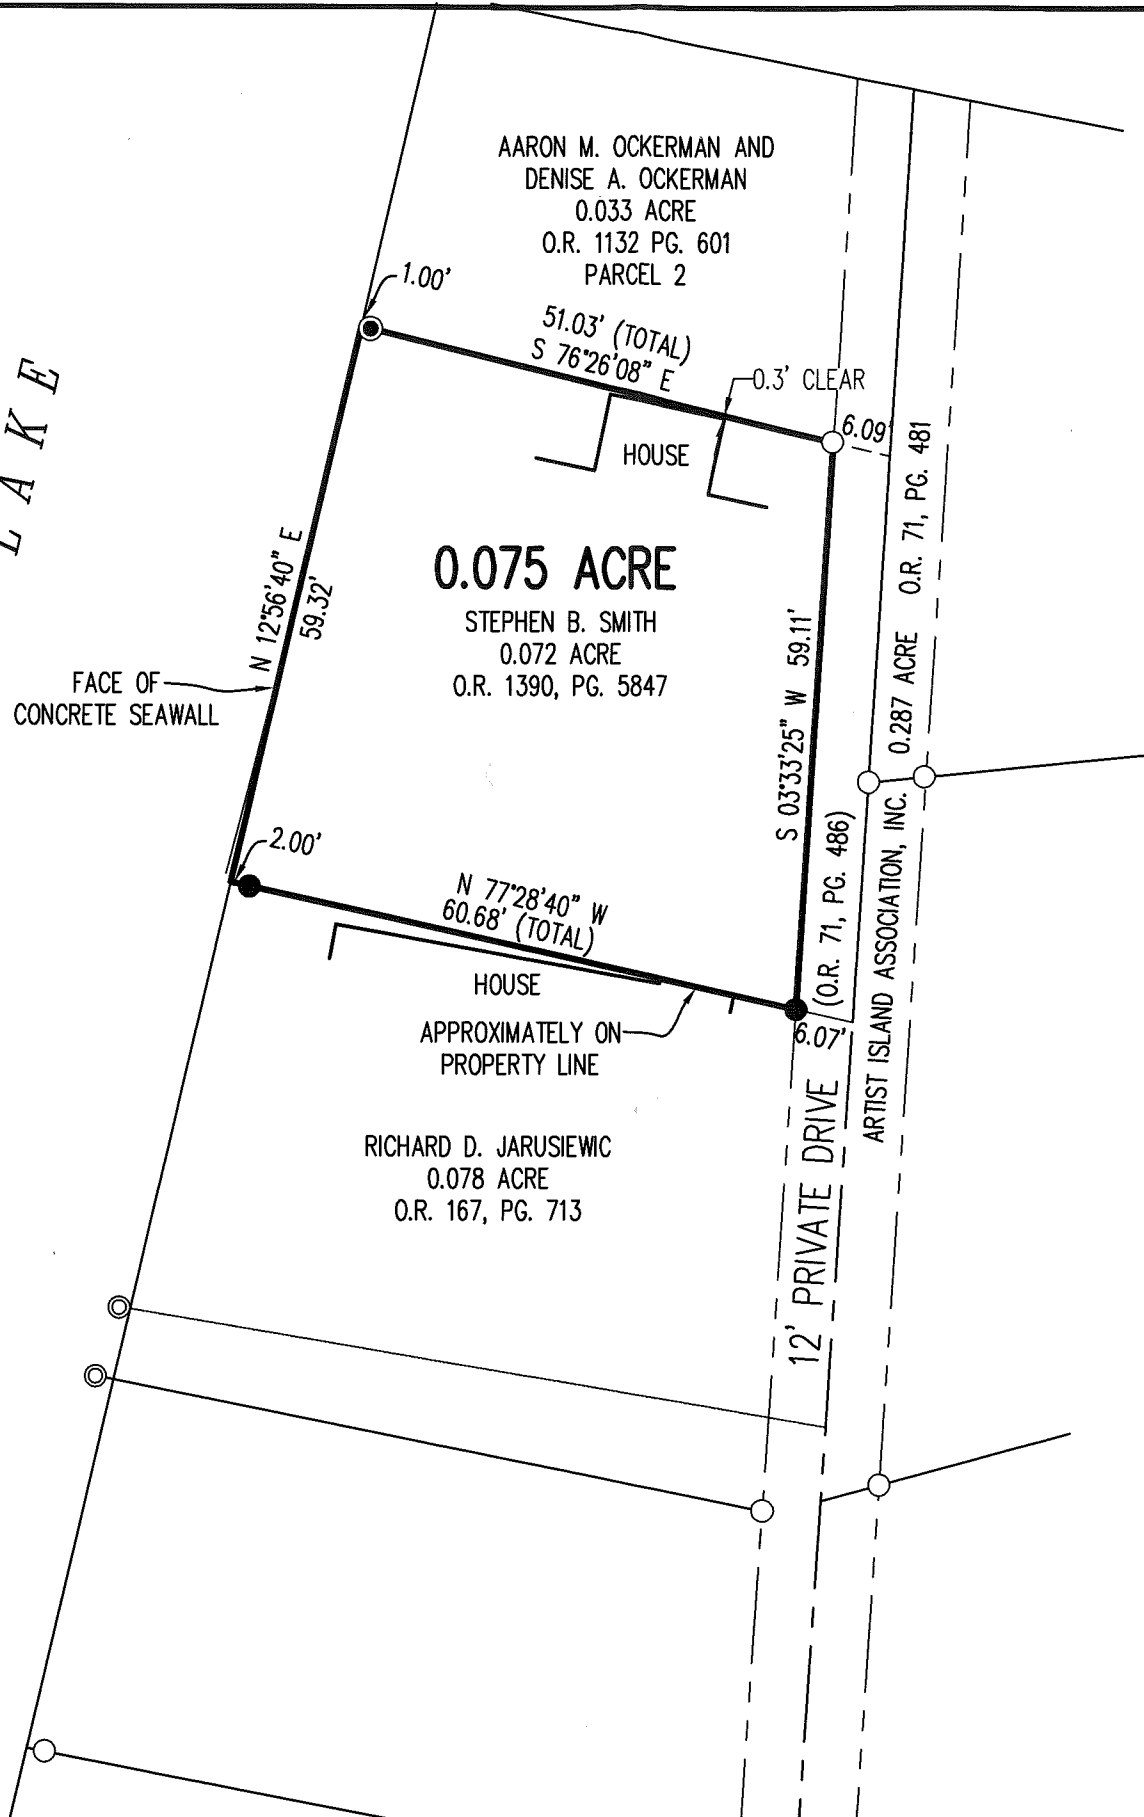 AARON M. OCKERMAN AND
DENISE A. OCKERMAN
0.033 ACRE
O.R. 1132 PG. 601
PARCEL 2
1.00'
51.03' (TOTAL)
S 76°26'08" E
0.3' CLEAR
6.09'
HOUSE
LAKE
0.075 ACRE
STEPHEN B. SMITH
0.072 ACRE
O.R. 1390, PG. 5847
N 12°56'40" E
59.32'
FACE OF
CONCRETE SEAWALL
S 03°33'25" W 59.11'
ARTIST ISLAND ASSOCIATION, INC. 0.287 ACRE O.R. 71, PG. 481
(O.R. 71, PG. 486)
2.00'
N 77°28'40" W
60.68' (TOTAL)
HOUSE
APPROXIMATELY ON
PROPERTY LINE
6.07'
12' PRIVATE DRIVE
RICHARD D. JARUSIEWIC
0.078 ACRE
O.R. 167, PG. 713